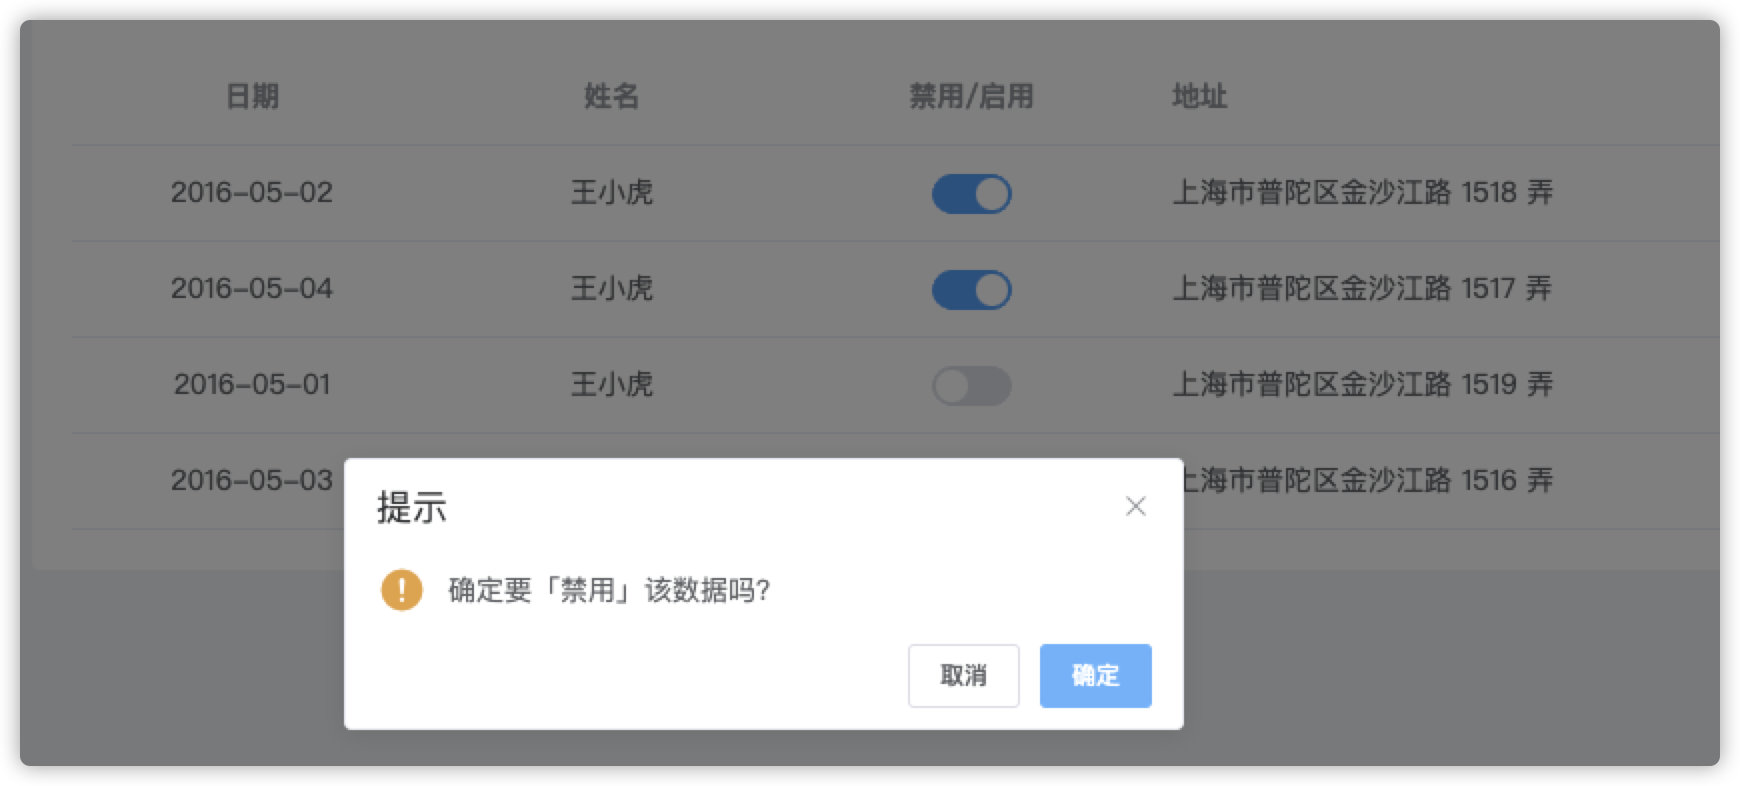 日期 姓名 禁用/启用 地址
2016-05-02 王小虎 上海市普陀区金沙江路 1518 弄
2016-05-04 王小虎 上海市普陀区金沙江路 1517 弄
2016-05-01 王小虎 上海市普陀区金沙江路 1519 弄
2016-05-03 上海市普陀区金沙江路 1516 弄
提示
确定要「禁用」该数据吗?
取消 确定